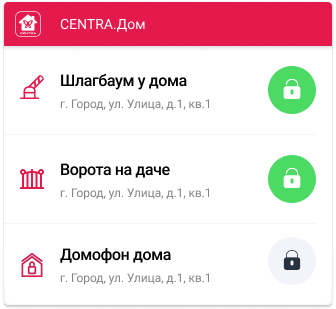 CENTRA
CENTRA.Дом
Шлагбаум у дома
г. Город, ул. Улица, д.1, кв.1
Ворота на даче
г. Город, ул. Улица, д.1, кв.1
Домофон дома
г. Город, ул. Улица, д.1, кв.1